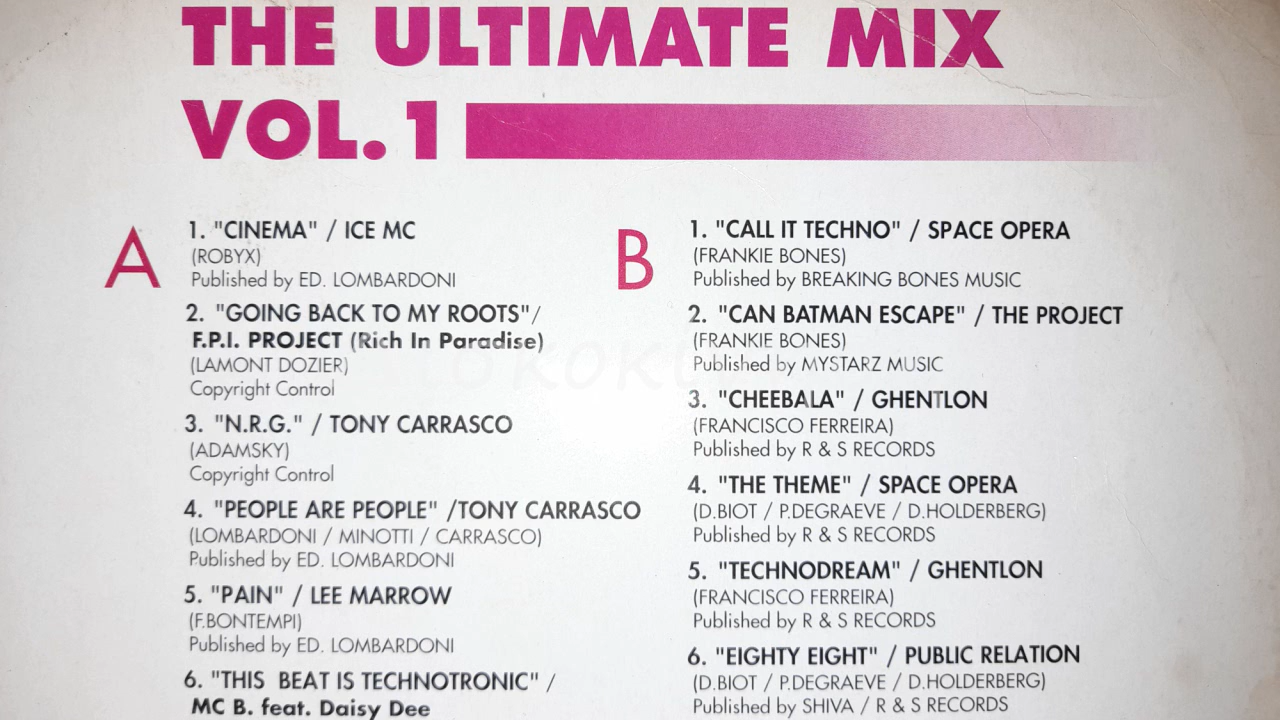 THE ULTIMATE MIX
VOL. 1
A
1. "CINEMA" / ICE MC
(ROBYX)
Published by ED. LOMBARDONI
2. "GOING BACK TO MY ROOTS"/
F.P.I. PROJECT (Rich In Paradise)
(LAMONT DOZIER)
Copyright Control
3. "N.R.G." / TONY CARRASCO
(ADAMSKY)
Copyright Control
4. "PEOPLE ARE PEOPLE" /TONY CARRASCO
(LOMBARDONI / MINOTTI / CARRASCO)
Published by ED. LOMBARDONI
5. "PAIN" / LEE MARROW
(F.BONTEMPI)
Published by ED. LOMBARDONI
6. "THIS BEAT IS TECHNOTRONIC" /
MC B. feat. Daisy Dee
B
1. "CALL IT TECHNO" / SPACE OPERA
(FRANKIE BONES)
Published by BREAKING BONES MUSIC
2. "CAN BATMAN ESCAPE" / THE PROJECT
(FRANKIE BONES)
Published by MYSTARZ MUSIC
3. "CHEEBALA" / GHENTLON
(FRANCISCO FERREIRA)
Published by R & S RECORDS
4. "THE THEME" / SPACE OPERA
(D.BIOT / P.DEGRAEVE / D.HOLDERBERG)
Published by R & S RECORDS
5. "TECHNODREAM" / GHENTLON
(FRANCISCO FERREIRA)
Published by R & S RECORDS
6. "EIGHTY EIGHT" / PUBLIC RELATION
(D.BIOT / P.DEGRAEVE / D.HOLDERBERG)
Published by SHIVA / R & S RECORDS